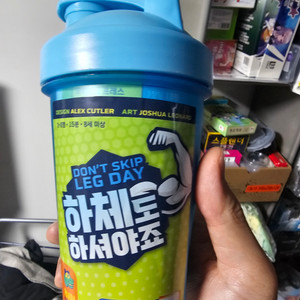 DESIGN ALEX CUTLER ART JOSHUA LEONARD
DON'T SKIP
LEG DAY
하체도
하셔야죠